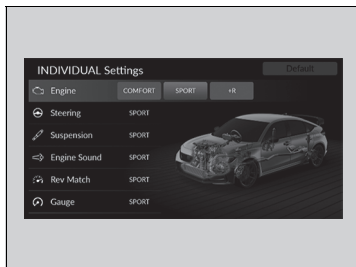 INDIVIDUAL Settings Default
Engine COMFORT SPORT +R
Steering SPORT
Suspension SPORT
Engine Sound SPORT
Rev Match SPORT
Gauge SPORT